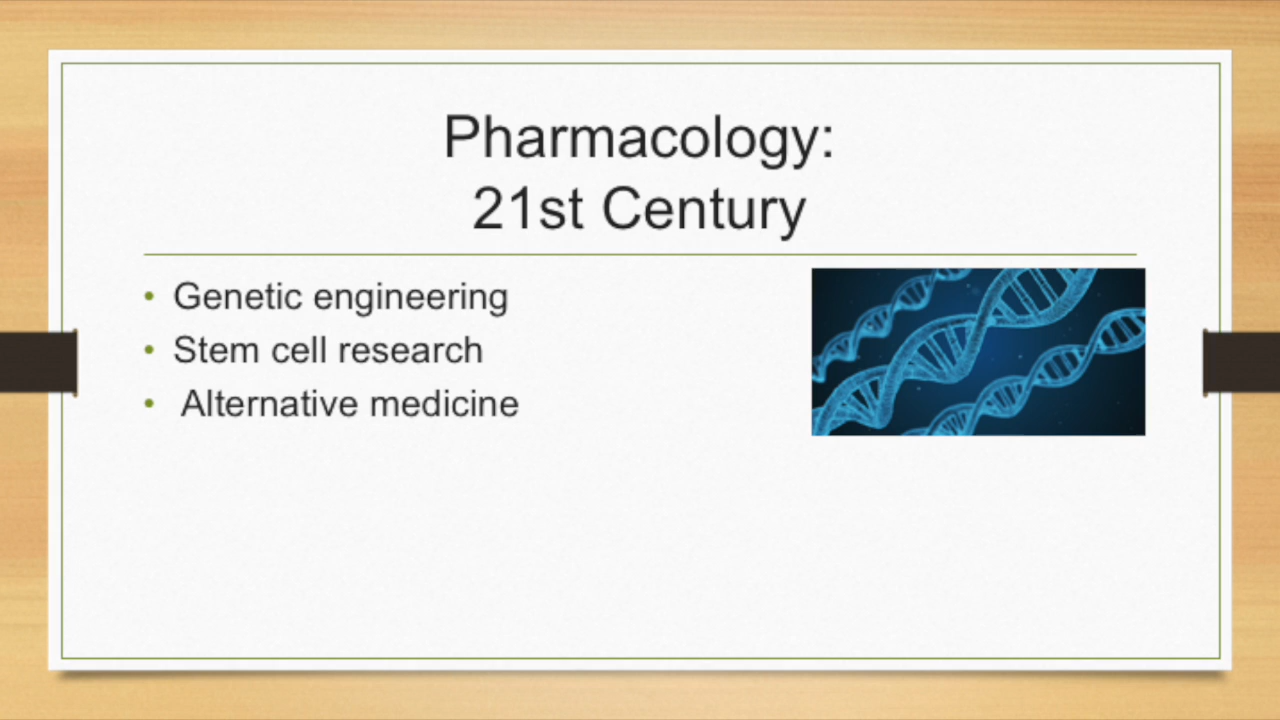 Pharmacology:
21st Century
• Genetic engineering
• Stem cell research
• Alternative medicine